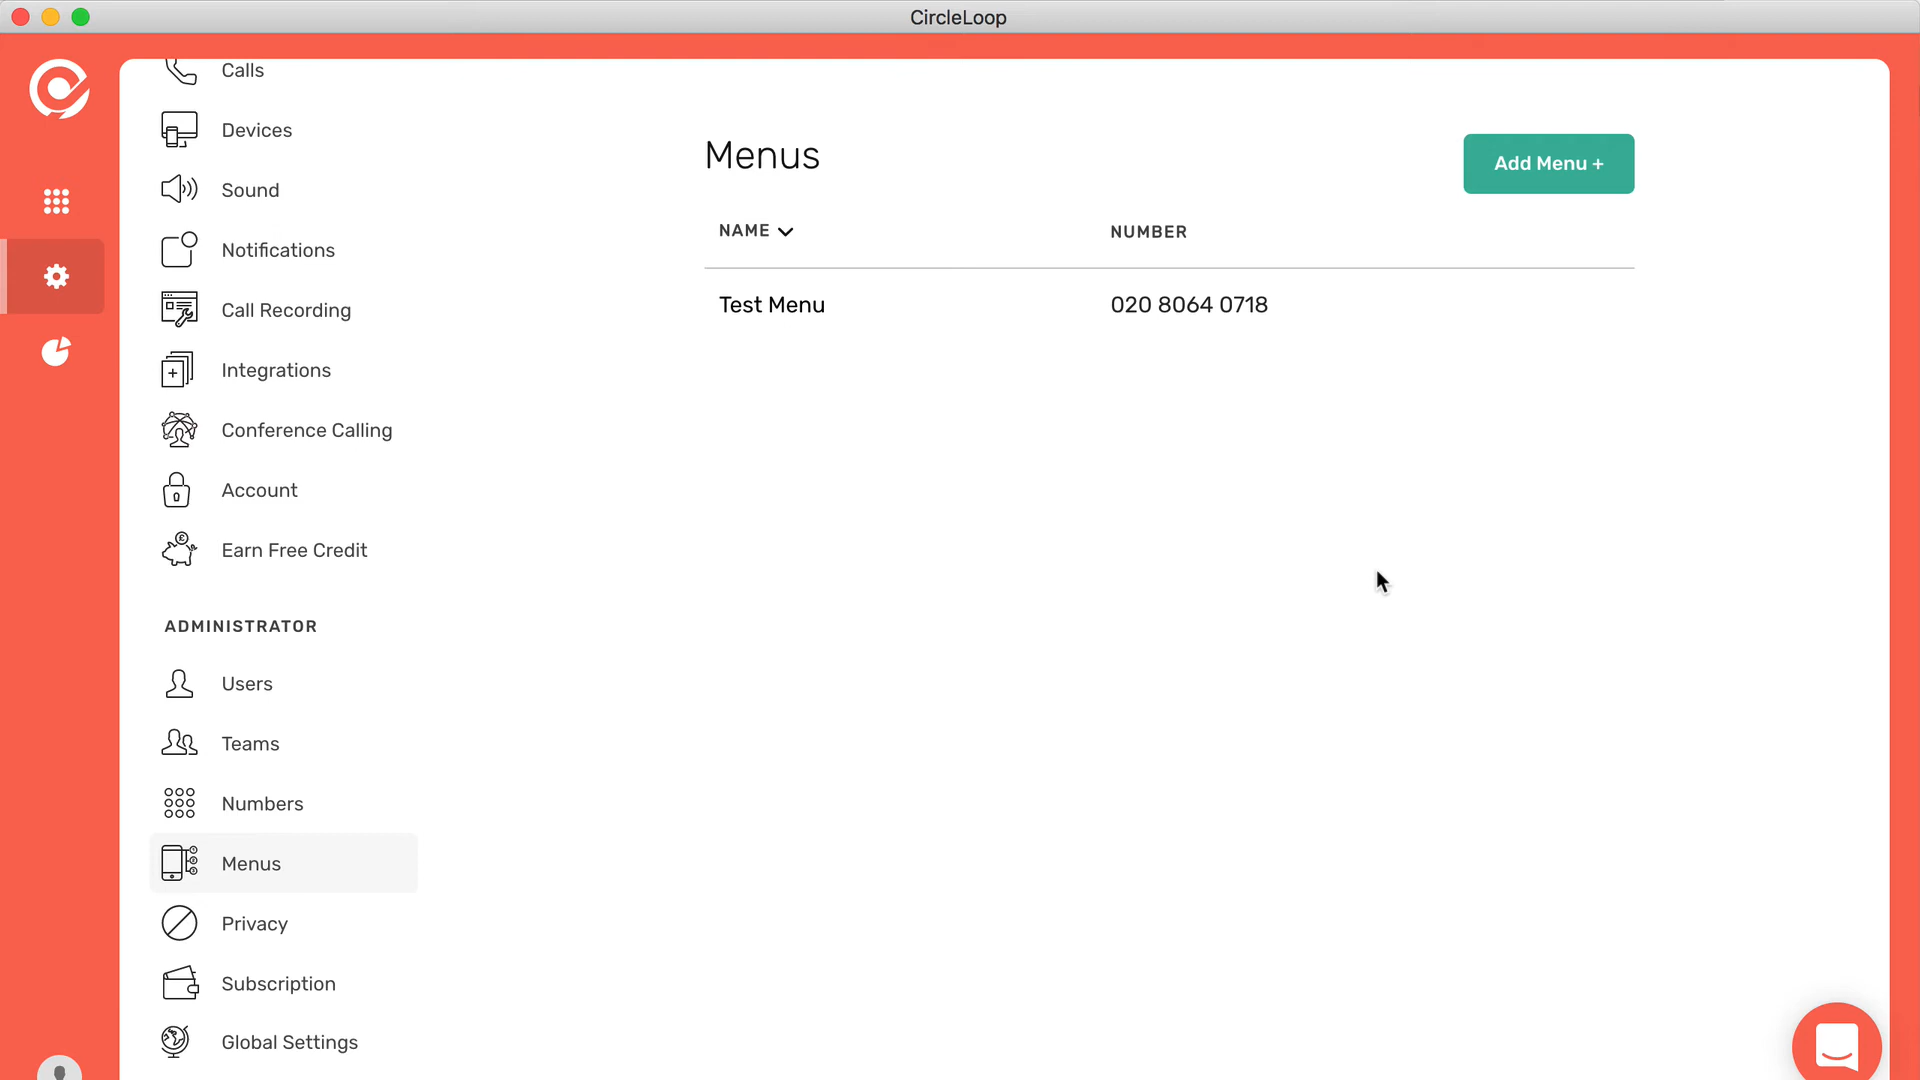 CircleLoop
Calls
Devices
Sound
Notifications
Call Recording
Integrations
Conference Calling
Account
Earn Free Credit
ADMINISTRATOR
Users
Teams
Numbers
Menus
Privacy
Subscription
Global Settings
Menus
Add Menu +
NAME NUMBER
Test Menu 020 8064 0718